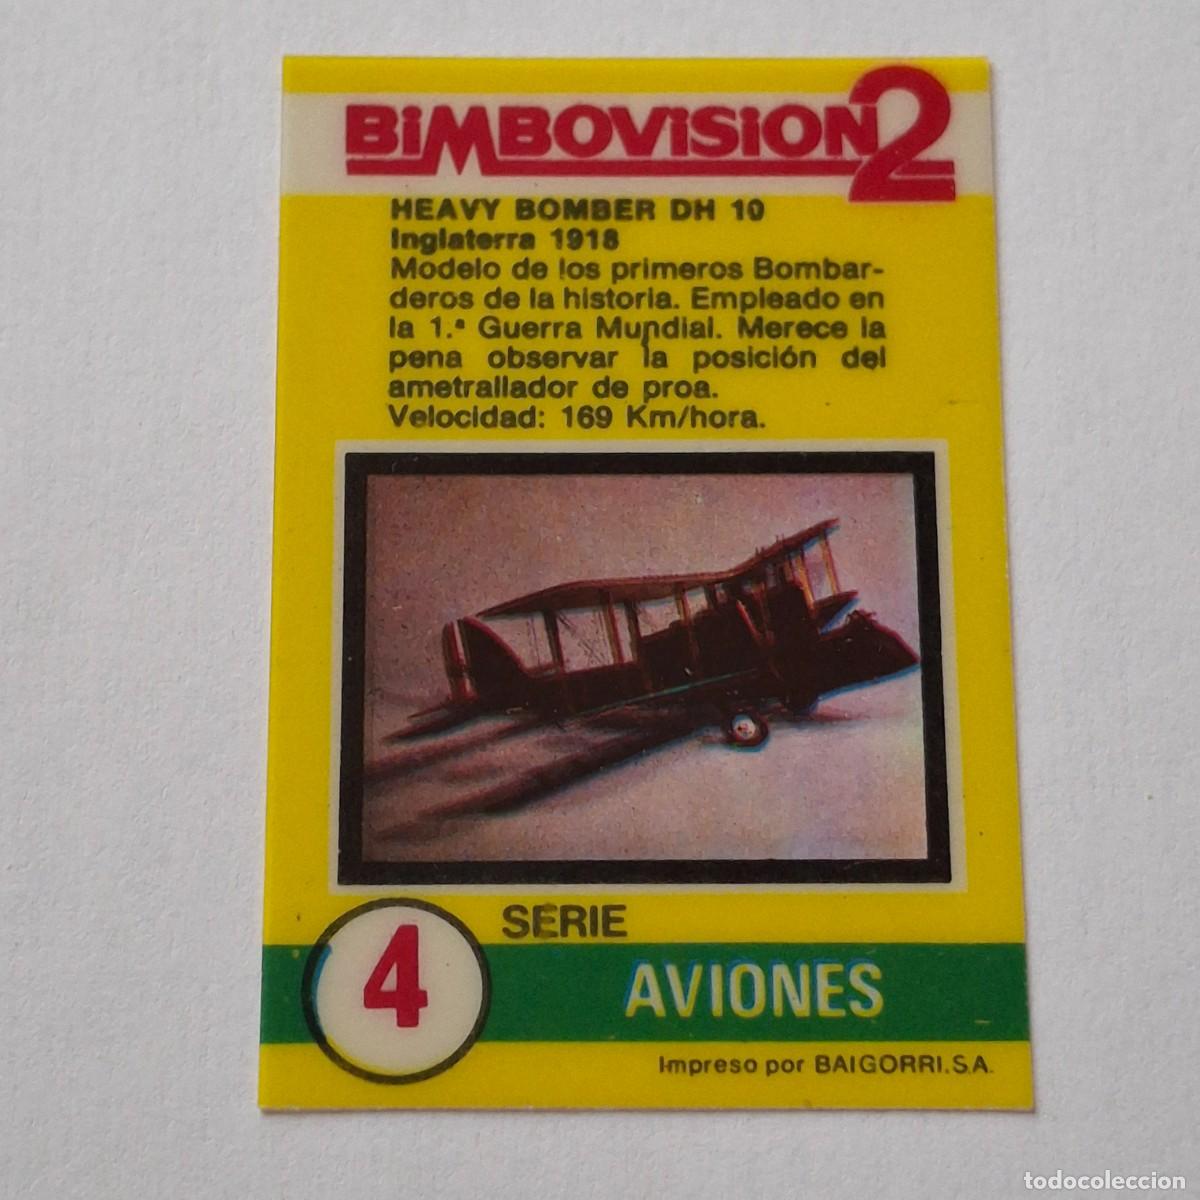 BiMBOViSiON2
HEAVY BOMBER DH 10
Inglaterra 1918
Modelo de los primeros Bombar-
deros de la historia. Empleado en
la 1.ª Guerra Mundial. Merece la
pena observar la posición del
ametrallador de proa.
Velocidad: 169 Km/hora.
SERIE
4
AVIONES
Impreso por BAIGORRI.S.A.
todocoleccion